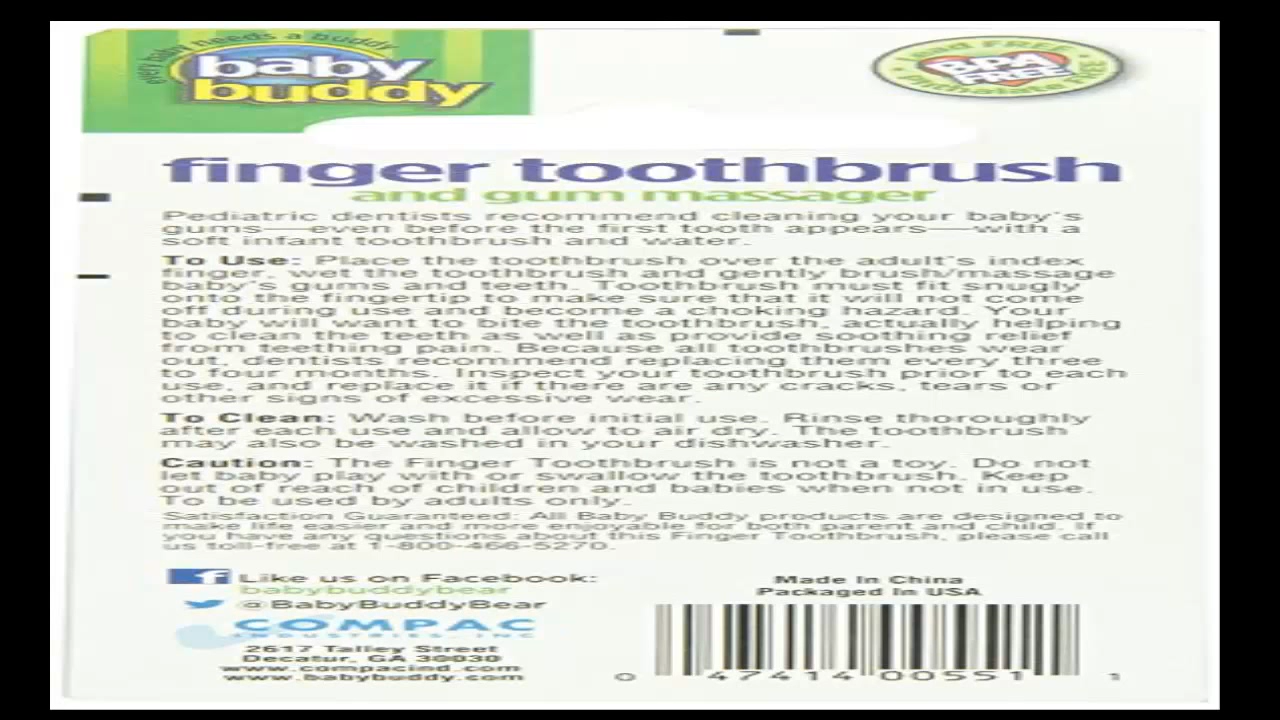 every baby needs a buddy
baby
buddy
Lead FREE
BPA
FREE
Phthalate FREE
finger toothbrush
and gum massager
Pediatric dentists recommend cleaning your baby's
gums—even before the first tooth appears—with a
soft infant toothbrush and water.
To Use: Place the toothbrush over the adult's index
finger, wet the toothbrush and gently brush/massage
baby's gums and teeth. Toothbrush must fit snugly
onto the fingertip to make sure that it will not come
off during use and become a choking hazard. Your
baby will want to bite the toothbrush, actually helping
to clean the teeth as well as provide soothing relief
from teething pain. Because all toothbrushes wear
out, dentists recommend replacing them every three
to four months. Inspect your toothbrush prior to each
use, and replace it if there are any cracks, tears or
other signs of excessive wear.
To Clean: Wash before initial use. Rinse thoroughly
after each use and allow to air dry. The toothbrush
may also be washed in your dishwasher.
Caution: The Finger Toothbrush is not a toy. Do not
let baby play with or swallow the toothbrush. Keep
out of reach of children and babies when not in use.
To be used by adults only.
Satisfaction Guaranteed: All Baby Buddy products are designed to
make life easier and more enjoyable for both parent and child. If
you have any questions about this Finger Toothbrush, please call
us toll-free at 1-800-466-5270.
f Like us on Facebook:
babybuddybear
@BabyBuddyBear
COMPAC
INDUSTRIES, INC
2617 Talley Street
Decatur, GA 30030
www.compacind.com
www.babybuddy.com
Made In China
Packaged In USA
0 47414 00551 1